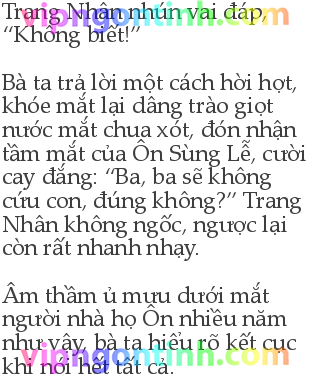 Trang Nhân nhún vai đáp,
“Không biết!”
Bà ta trả lời một cách hời hợt,
khóe mắt lại dâng trào giọt
nước mắt chua xót, đón nhận
tầm mắt của Ôn Sùng Lễ, cười
cay đắng: “Ba, ba sẽ không
cứu con, đúng không?” Trang
Nhân không ngốc, ngược lại
còn rất nhanh nhạy.
Âm thầm ủ mưu dưới mắt
người nhà họ Ôn nhiều năm
như vậy, bà ta hiểu rõ kết cục
khi nói hết tất cả.
vipngontinh.com
vipngontinh.com